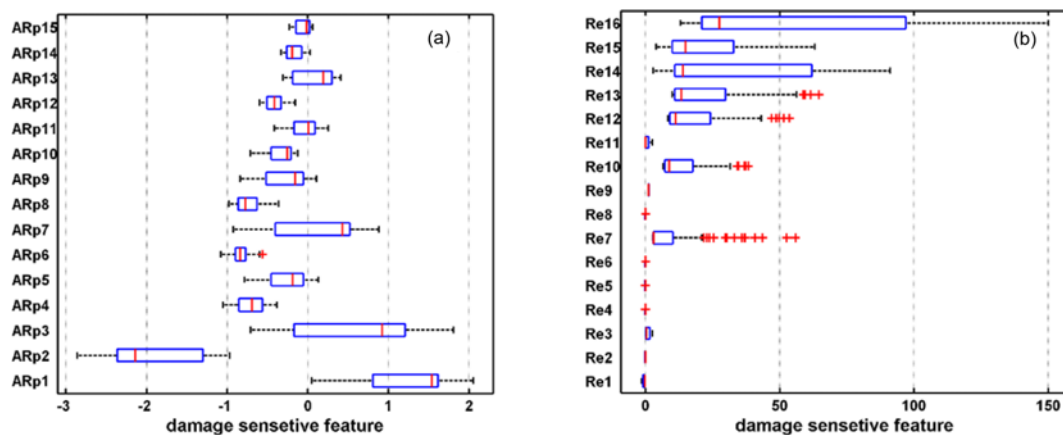 (a)
ARp15
ARp14
ARp13
ARp12
ARp11
ARp10
ARp9
ARp8
ARp7
ARp6
ARp5
ARp4
ARp3
ARp2
ARp1
-3 -2 -1 0 1 2
damage sensetive feature
(b)
Re16
Re15
Re14
Re13
Re12
Re11
Re10
Re9
Re8
Re7
Re6
Re5
Re4
Re3
Re2
Re1
0 50 100 150
damage sensetive feature